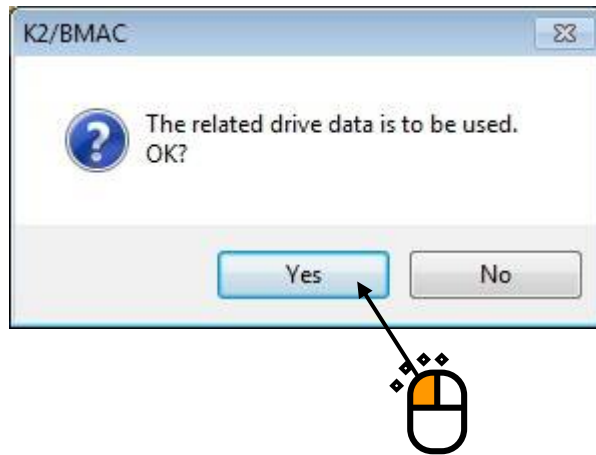 K2/BMAC
The related drive data is to be used.
OK?
Yes
No